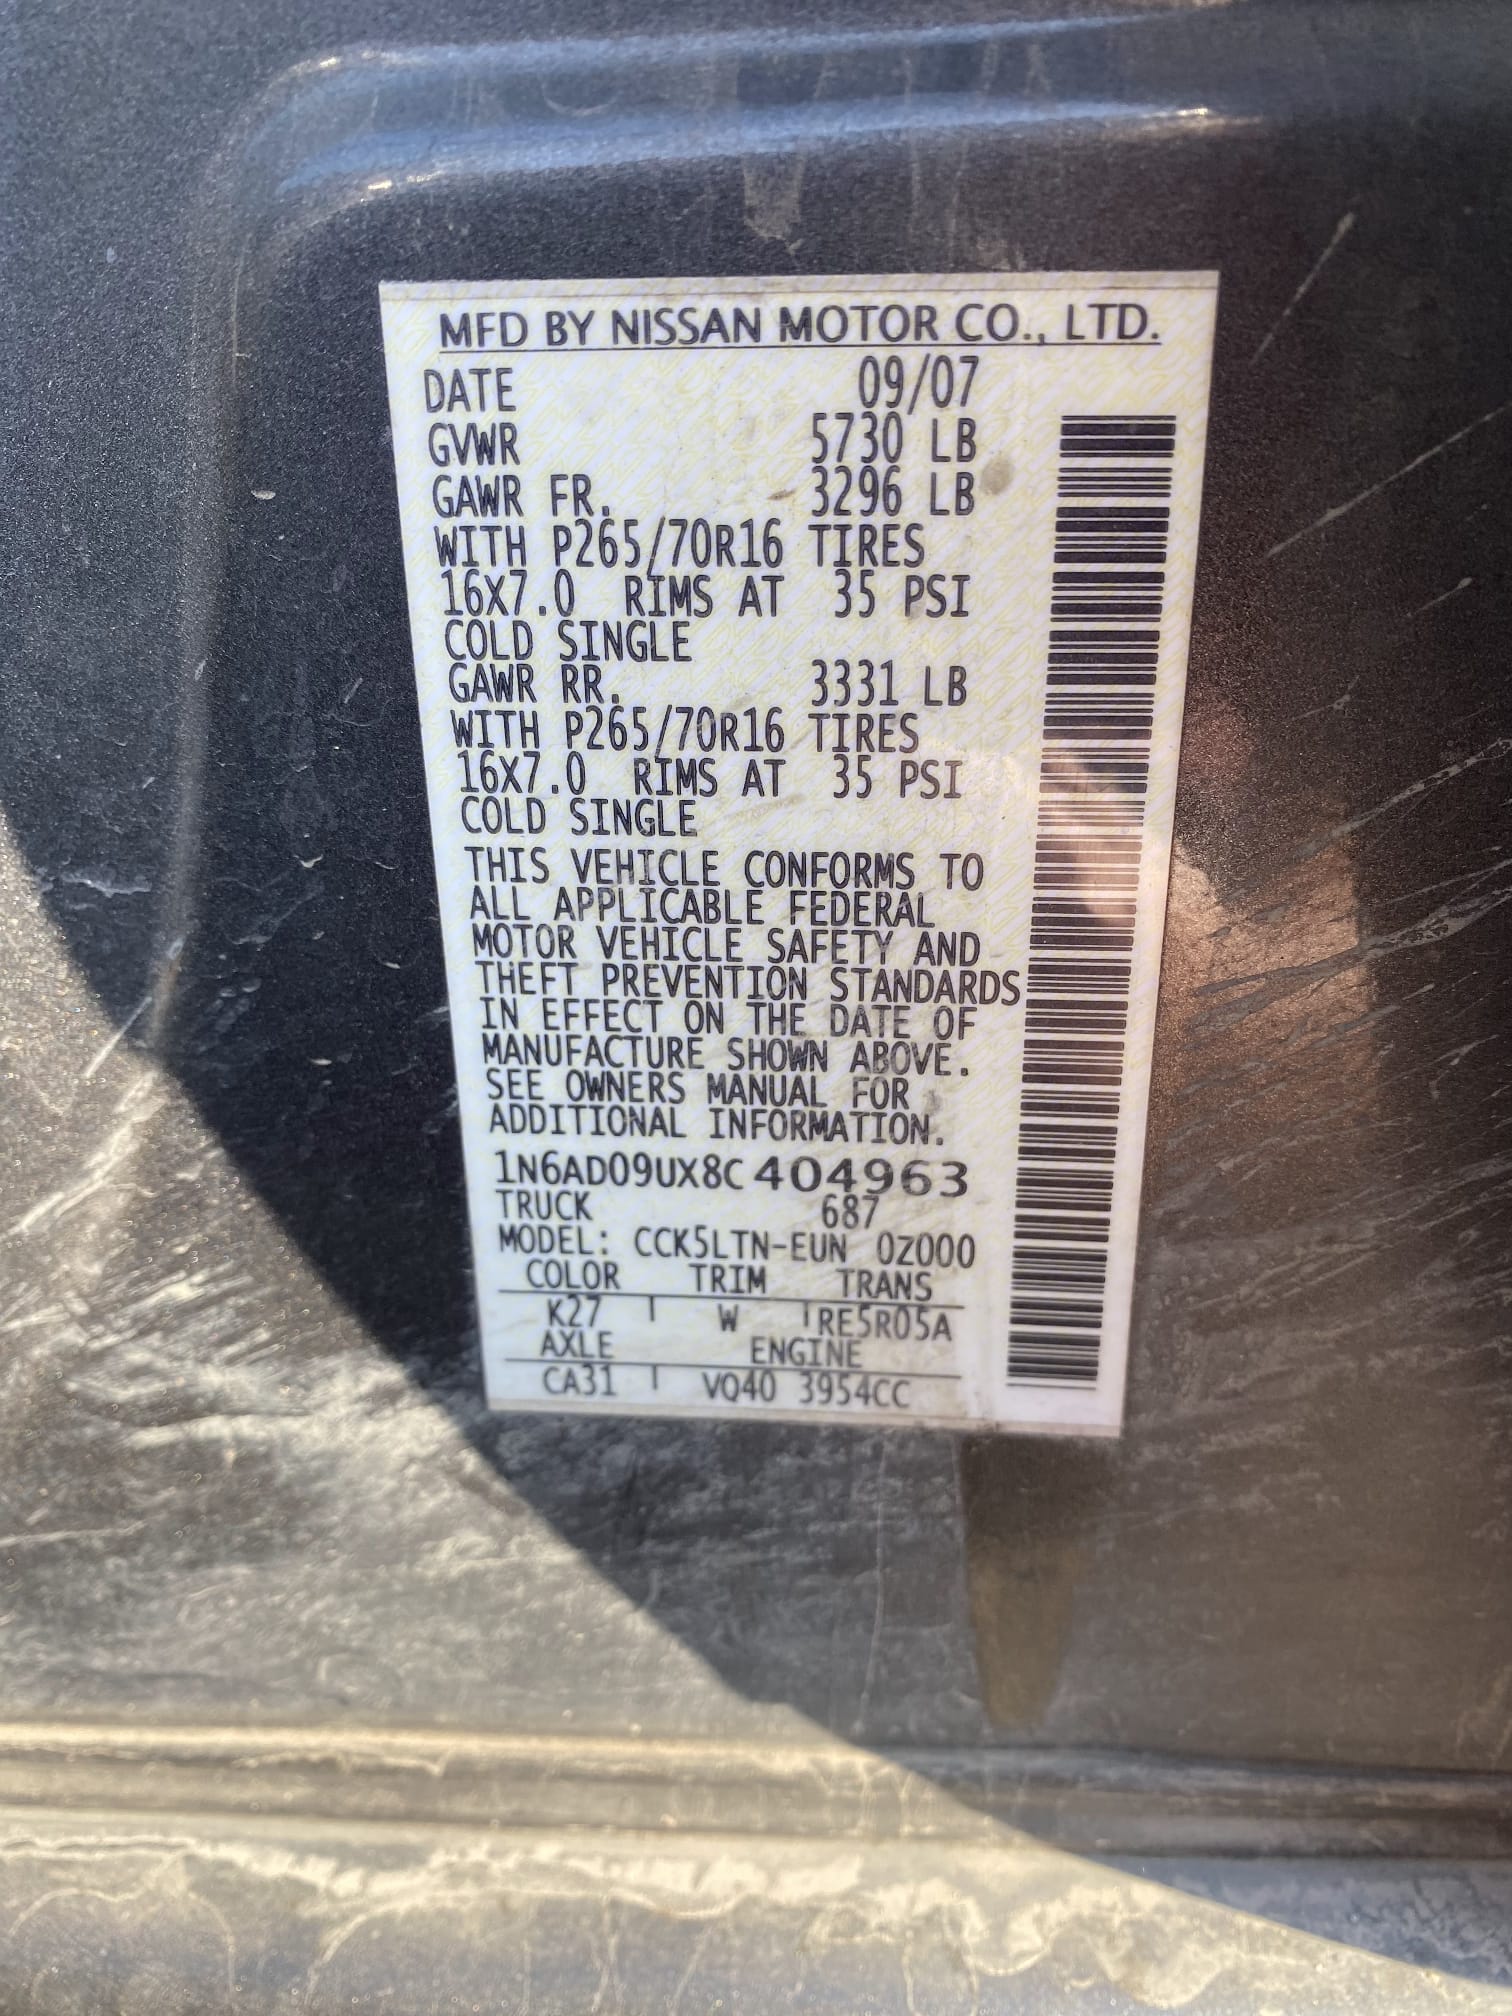 MFD BY NISSAN MOTOR CO., LTD.
DATE 09/07
GVWR 5730 LB
GAWR FR. 3296 LB
WITH P265/70R16 TIRES
16X7.0 RIMS AT 35 PSI
COLD SINGLE
GAWR RR. 3331 LB
WITH P265/70R16 TIRES
16X7.0 RIMS AT 35 PSI
COLD SINGLE
THIS VEHICLE CONFORMS TO
ALL APPLICABLE FEDERAL
MOTOR VEHICLE SAFETY AND
THEFT PREVENTION STANDARDS
IN EFFECT ON THE DATE OF
MANUFACTURE SHOWN ABOVE.
SEE OWNERS MANUAL FOR
ADDITIONAL INFORMATION.
1N6AD09UX8C404963
TRUCK 687
MODEL: CCK5LTN-EUN 0Z000
COLOR TRIM TRANS
K27 W RE5R05A
AXLE ENGINE
CA31 VQ40 3954CC